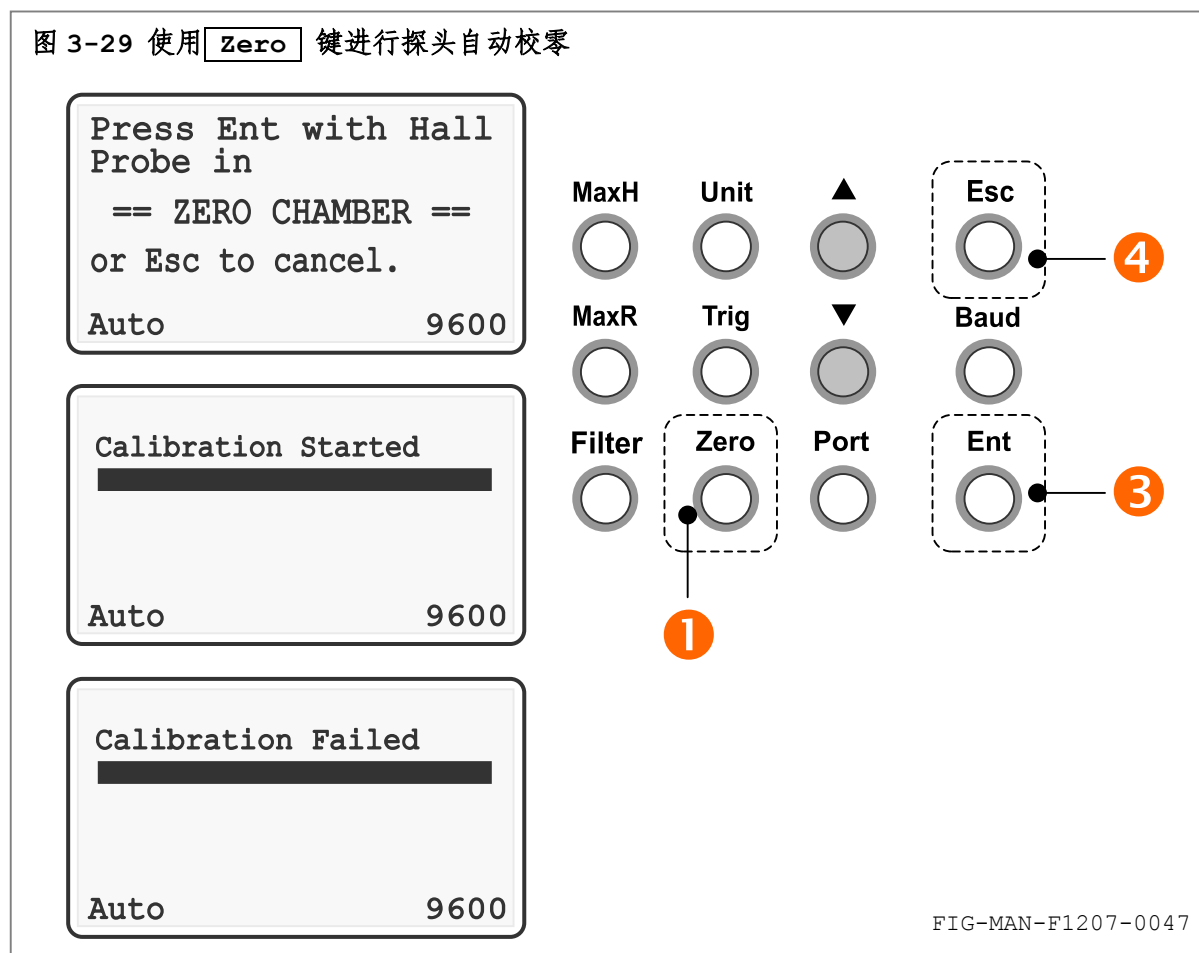 图 3-29 使用 Zero 键进行探头自动校零
Press Ent with Hall
Probe in
== ZERO CHAMBER ==
or Esc to cancel.
Auto 9600
Calibration Started
Auto 9600
Calibration Failed
Auto 9600
MaxH Unit ▲ Esc
4
MaxR Trig ▼ Baud
Filter Zero Port Ent
3
1
FIG-MAN-F1207-0047